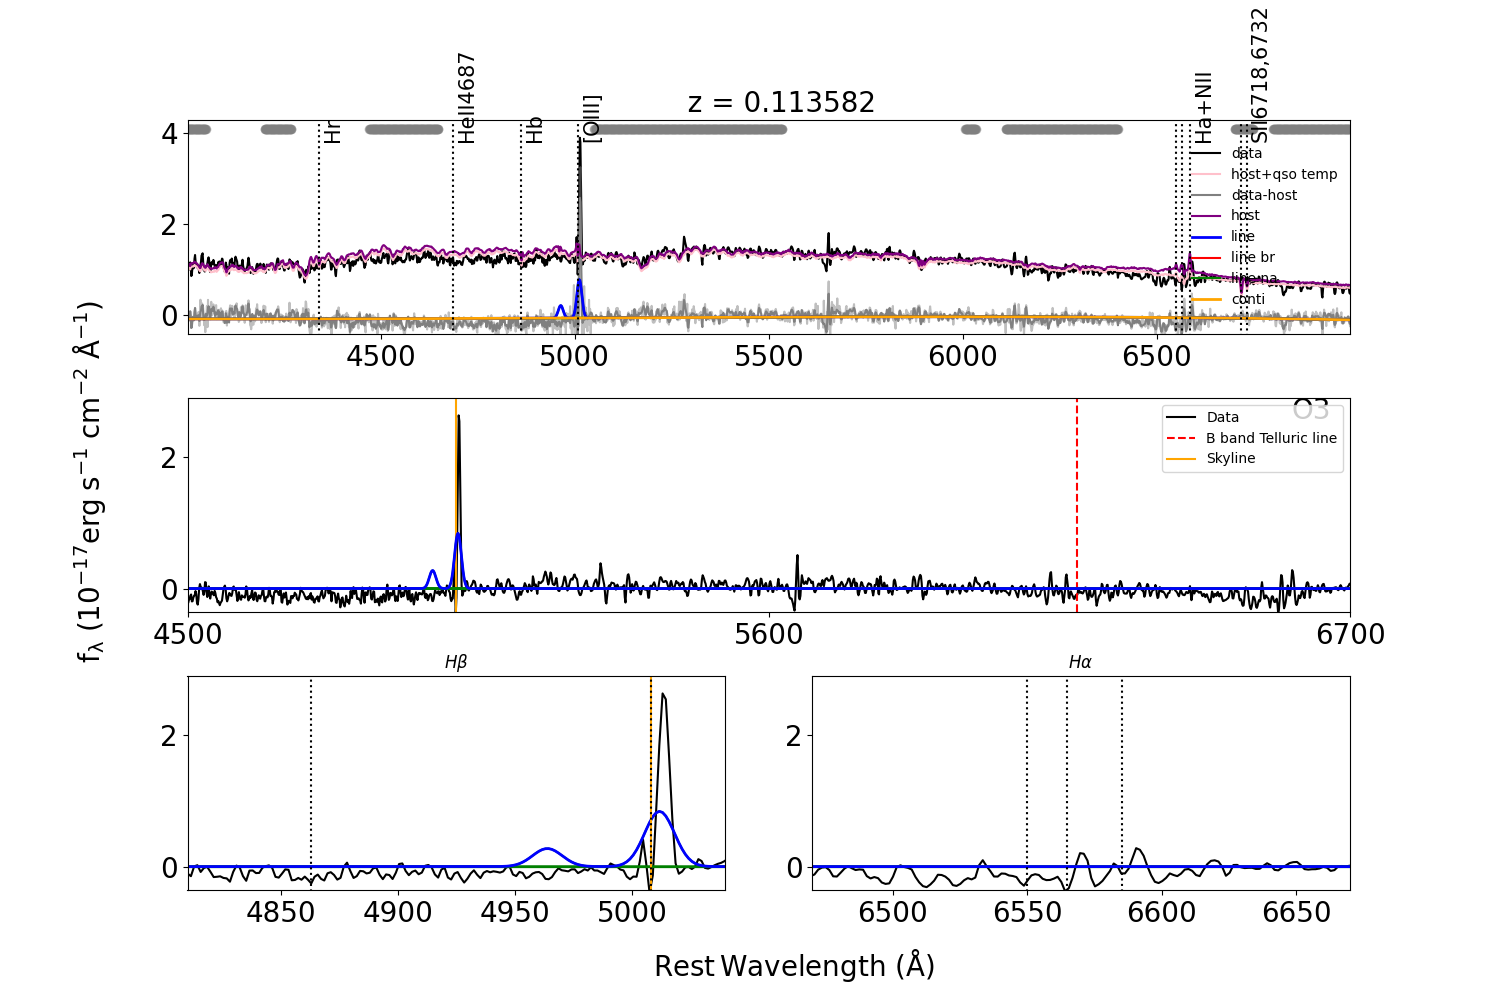 z = 0.113582
Hr
HeII4687
Hb
[OIII]
Ha+NII
SII6718,6732
4
2
0
data
host+qso temp
data-host
host
line
line br
line na
conti
4500 5000 5500 6000 6500
fλ (10⁻¹⁷erg s⁻¹ cm⁻² Å⁻¹)
O3
Data
B band Telluric line
Skyline
2
0
4500 5600 6700
Hβ
2
0
4850 4900 4950 5000
Hα
2
0
6500 6550 6600 6650
Rest Wavelength (Å)